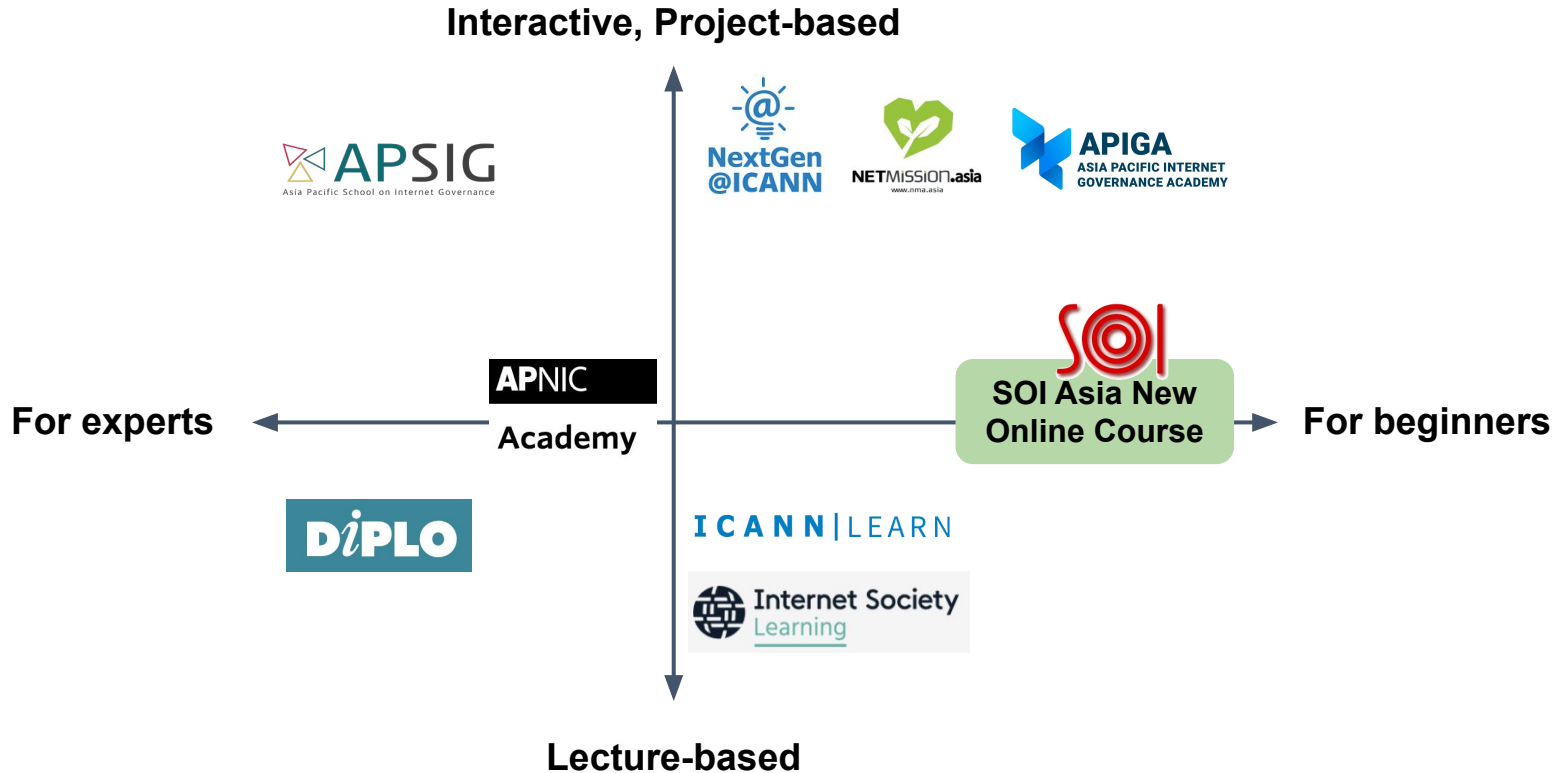 Interactive, Project-based
APSIG
Asia Pacific School on Internet Governance
@
NextGen
@ICANN
NETMiSSiON.asia
www.nma.asia
APIGA
ASIA PACIFIC INTERNET
GOVERNANCE ACADEMY
For experts
APNIC
Academy
SOI
SOI Asia New
Online Course
For beginners
DiPLO
ICANN|LEARN
Internet Society
Learning
Lecture-based